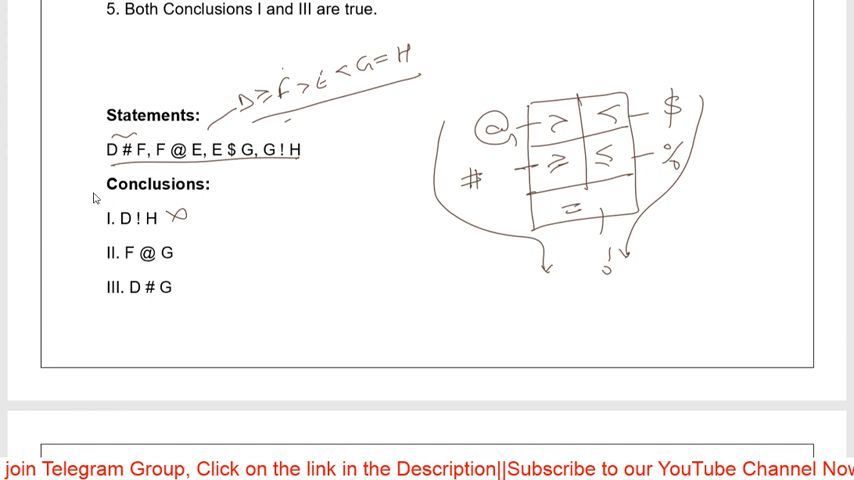 5. Both Conclusions I and III are true.
D ≥ F > E < G = H
Statements:
@ > < $
D # F, F @ E, E $ G, G ! H
# ≥ ≤ %
Conclusions:
=
I. D ! H ×
!
II. F @ G
III. D # G
join Telegram Group, Click on the link in the Description||Subscribe to our YouTube Channel Now